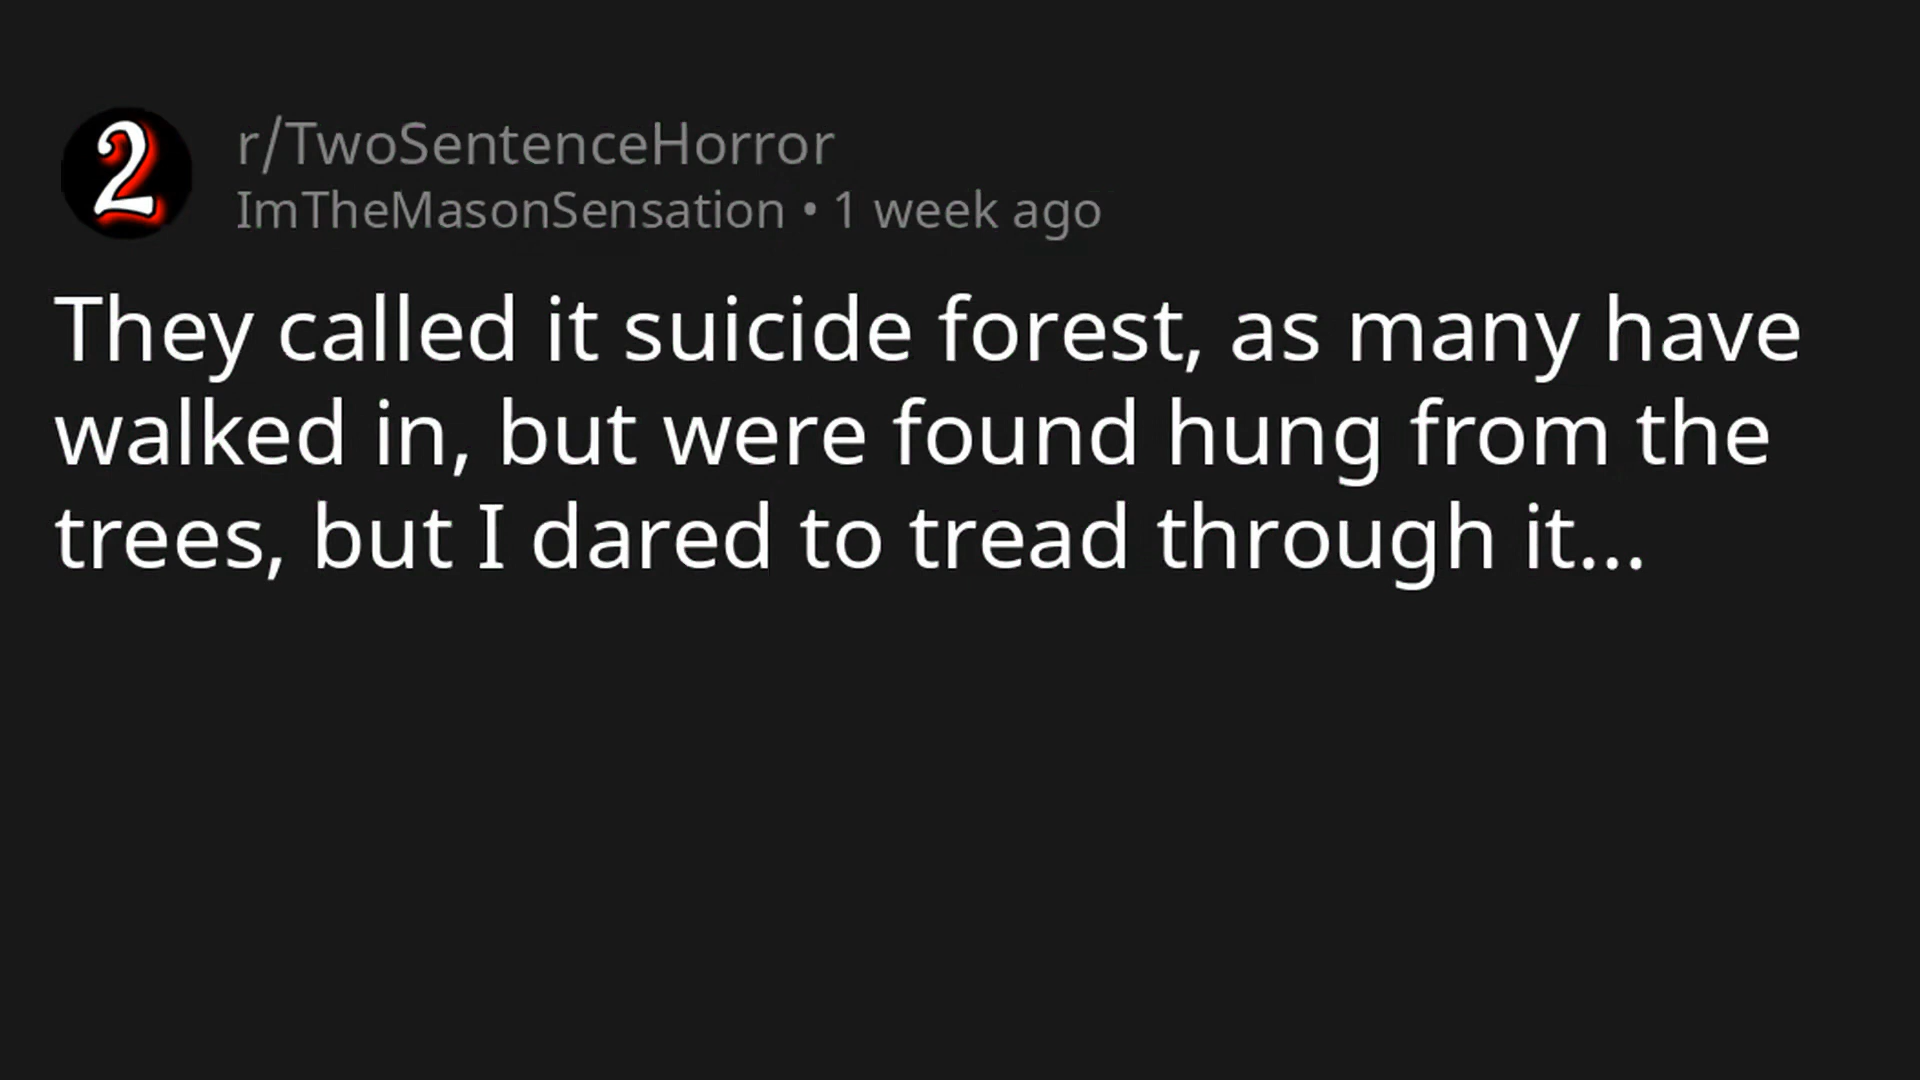 2
r/TwoSentenceHorror
ImTheMasonSensation • 1 week ago
They called it suicide forest, as many have
walked in, but were found hung from the
trees, but I dared to tread through it...